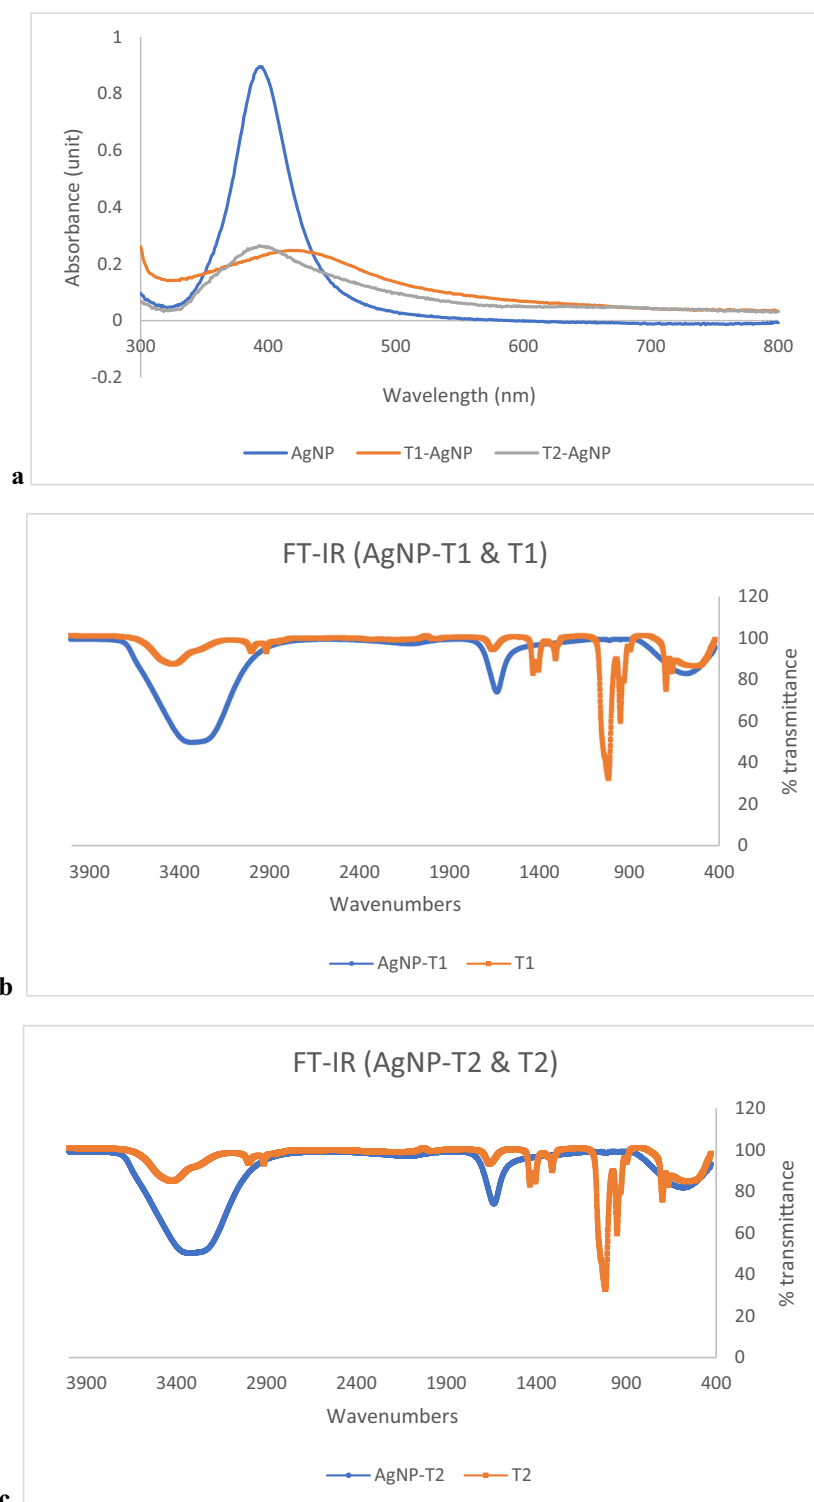 1
0.8
0.6
0.4
0.2
0
-0.2
Absorbance (unit)
300 400 500 600 700 800
Wavelength (nm)
AgNP T1-AgNP T2-AgNP
a
FT-IR (AgNP-T1 & T1)
120
100
80
60
40
20
0
% transmittance
3900 3400 2900 2400 1900 1400 900 400
Wavenumbers
AgNP-T1 T1
b
FT-IR (AgNP-T2 & T2)
120
100
80
60
40
20
0
% transmittance
3900 3400 2900 2400 1900 1400 900 400
Wavenumbers
AgNP-T2 T2
c